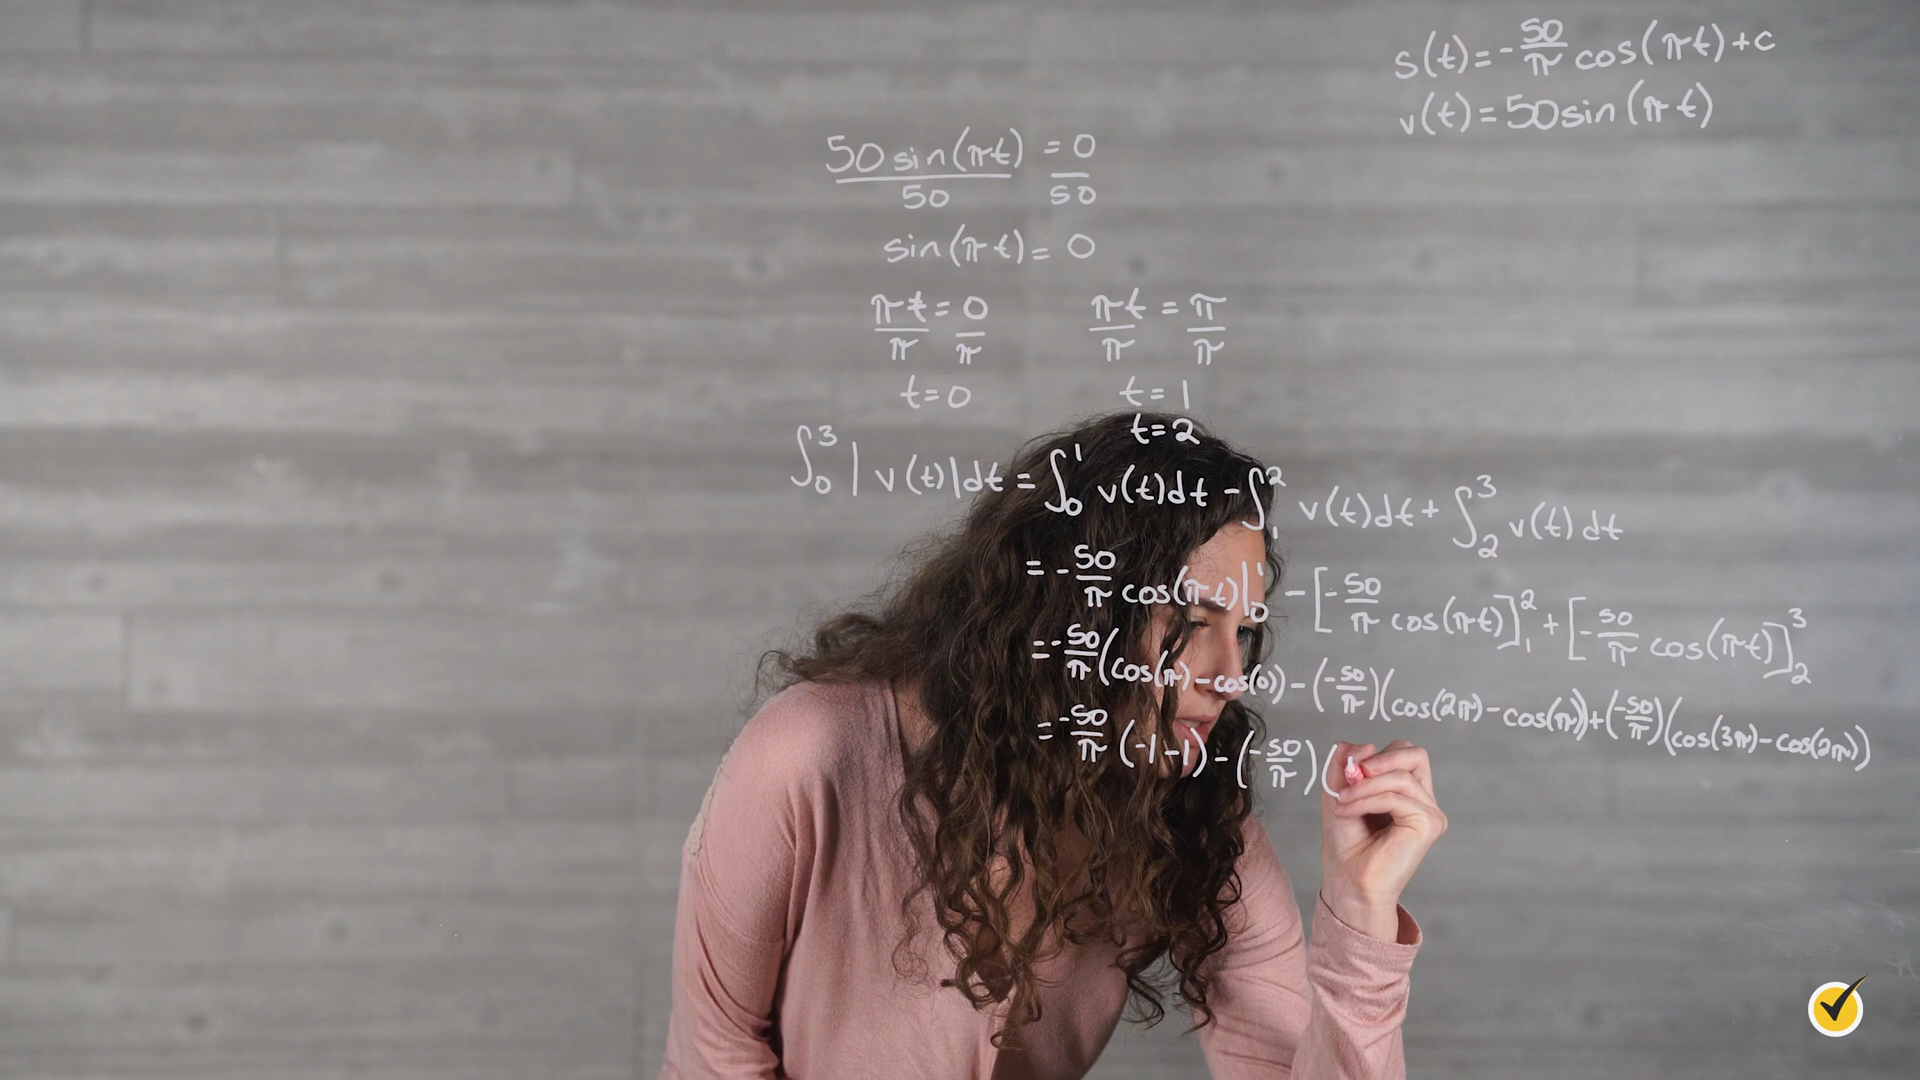 s(t)=-50/π cos(πt)+c
v(t)=50sin(πt)
50 sin(πt)/50 = 0/50
sin(πt)=0
πt/π = 0/π    πt/π = π/π
t=0    t=1
t=2
∫₀³|v(t)|dt = ∫₀¹ v(t)dt - ∫₁² v(t)dt + ∫₂³ v(t)dt
= -50/π cos(πt)|₀¹ - [-50/π cos(πt)]₁² + [-50/π cos(πt)]₂³
= -50/π (cos(π)-cos(0)) - (-50/π)(cos(2π)-cos(π)) + (-50/π)(cos(3π)-cos(2π))
= -50/π (-1-1) - (-50/π)(